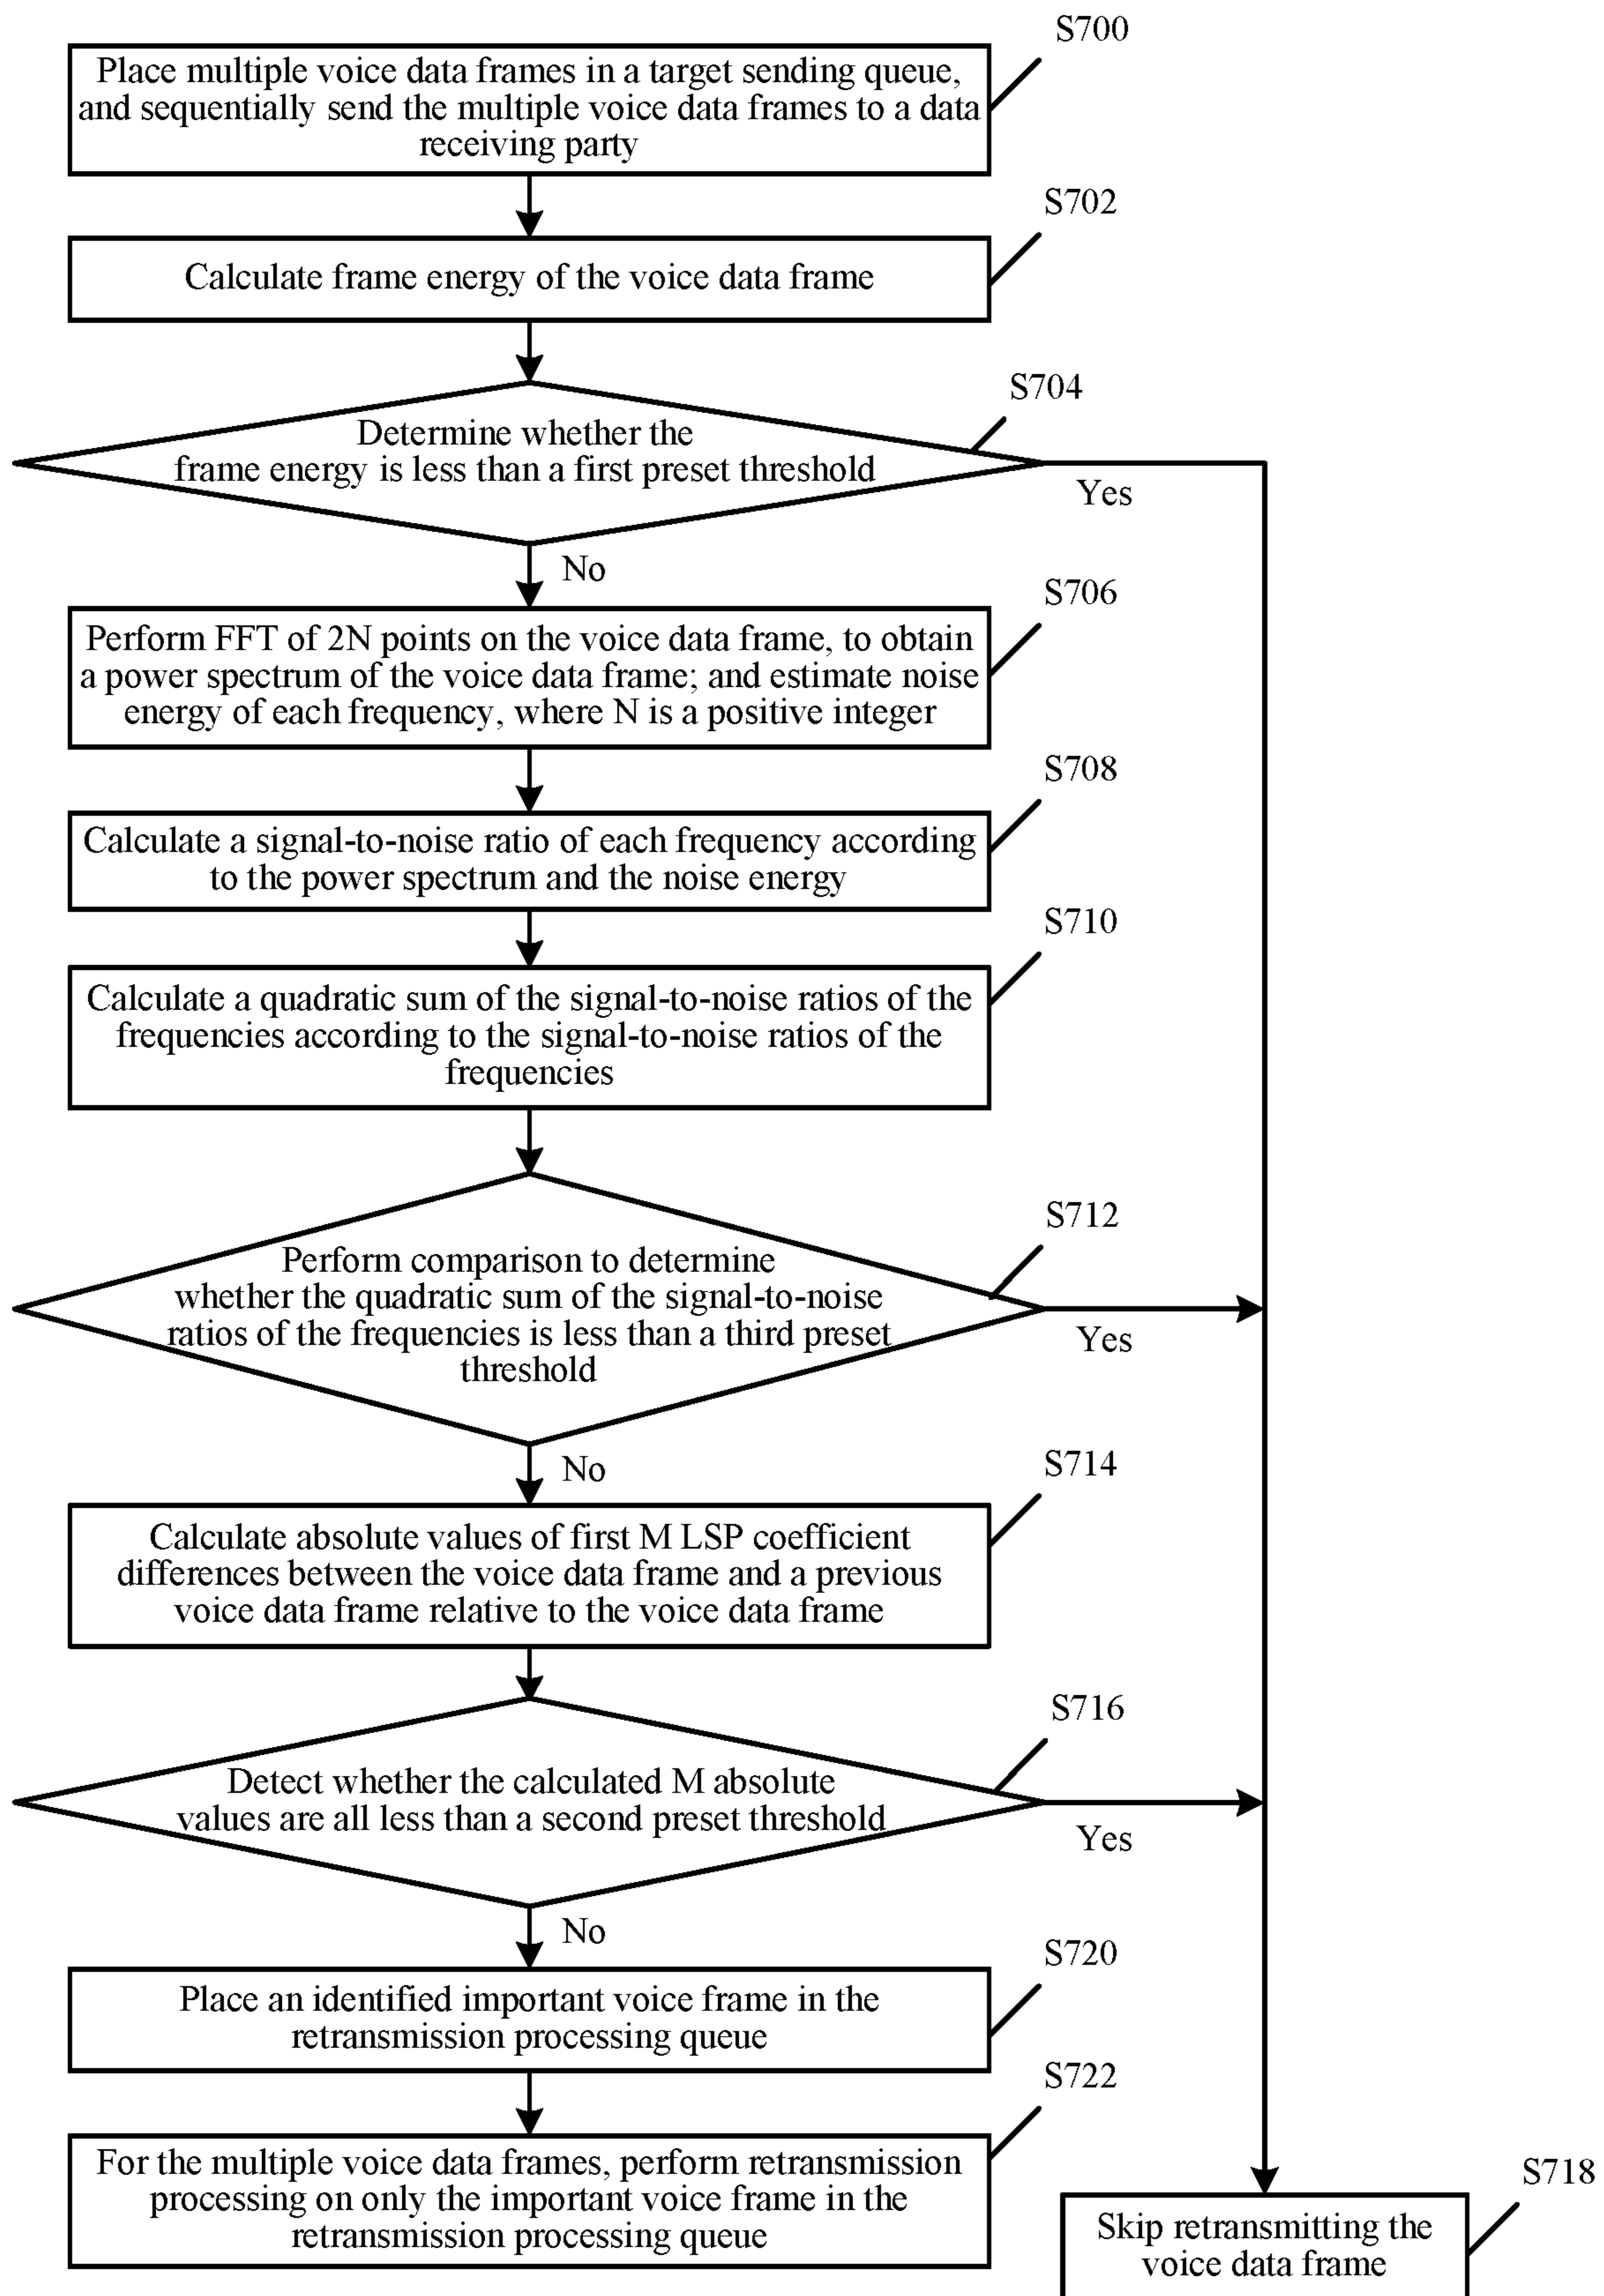 S700
Place multiple voice data frames in a target sending queue,
and sequentially send the multiple voice data frames to a data
receiving party
S702
Calculate frame energy of the voice data frame
S704
Determine whether the
frame energy is less than a first preset threshold
Yes
No
S706
Perform FFT of 2N points on the voice data frame, to obtain
a power spectrum of the voice data frame; and estimate noise
energy of each frequency, where N is a positive integer
S708
Calculate a signal-to-noise ratio of each frequency according
to the power spectrum and the noise energy
S710
Calculate a quadratic sum of the signal-to-noise ratios of the
frequencies according to the signal-to-noise ratios of the
frequencies
S712
Perform comparison to determine
whether the quadratic sum of the signal-to-noise
ratios of the frequencies is less than a third preset
threshold
Yes
No
S714
Calculate absolute values of first M LSP coefficient
differences between the voice data frame and a previous
voice data frame relative to the voice data frame
S716
Detect whether the calculated M absolute
values are all less than a second preset threshold
Yes
No
S720
Place an identified important voice frame in the
retransmission processing queue
S722
For the multiple voice data frames, perform retransmission
processing on only the important voice frame in the
retransmission processing queue
S718
Skip retransmitting the
voice data frame